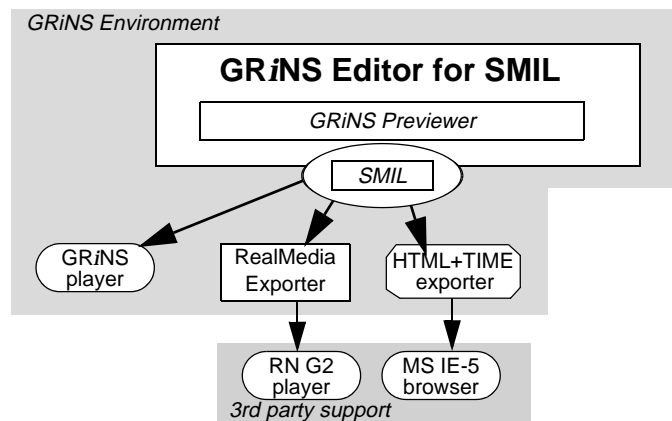 GRiNS Environment
GRiNS Editor for SMIL
GRiNS Previewer
SMIL
GRiNS
player
RealMedia
Exporter
HTML+TIME
exporter
RN G2
player
MS IE-5
browser
3rd party support